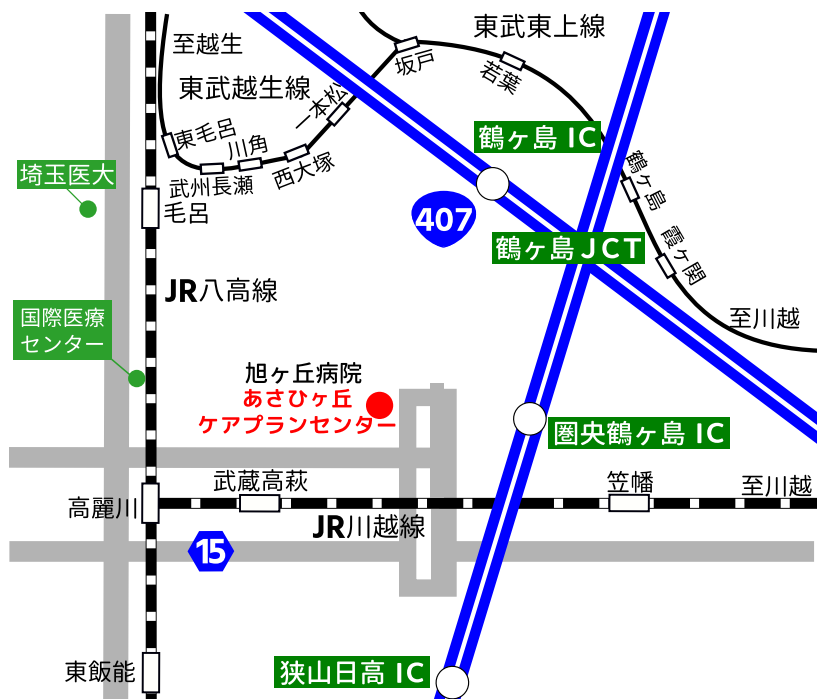 東武東上線
至越生
坂戸
若葉
東武越生線
一本松
鶴ヶ島 IC
東毛呂
川角
西大塚
武州長瀬
埼玉医大
毛呂
鶴ヶ島
407
鶴ヶ島 JCT
霞ヶ関
JR八高線
至川越
国際医療
センター
旭ヶ丘病院
あさひヶ丘
ケアプランセンター
圏央鶴ヶ島 IC
武蔵高萩
笠幡
至川越
高麗川
JR川越線
15
東飯能
狭山日高 IC